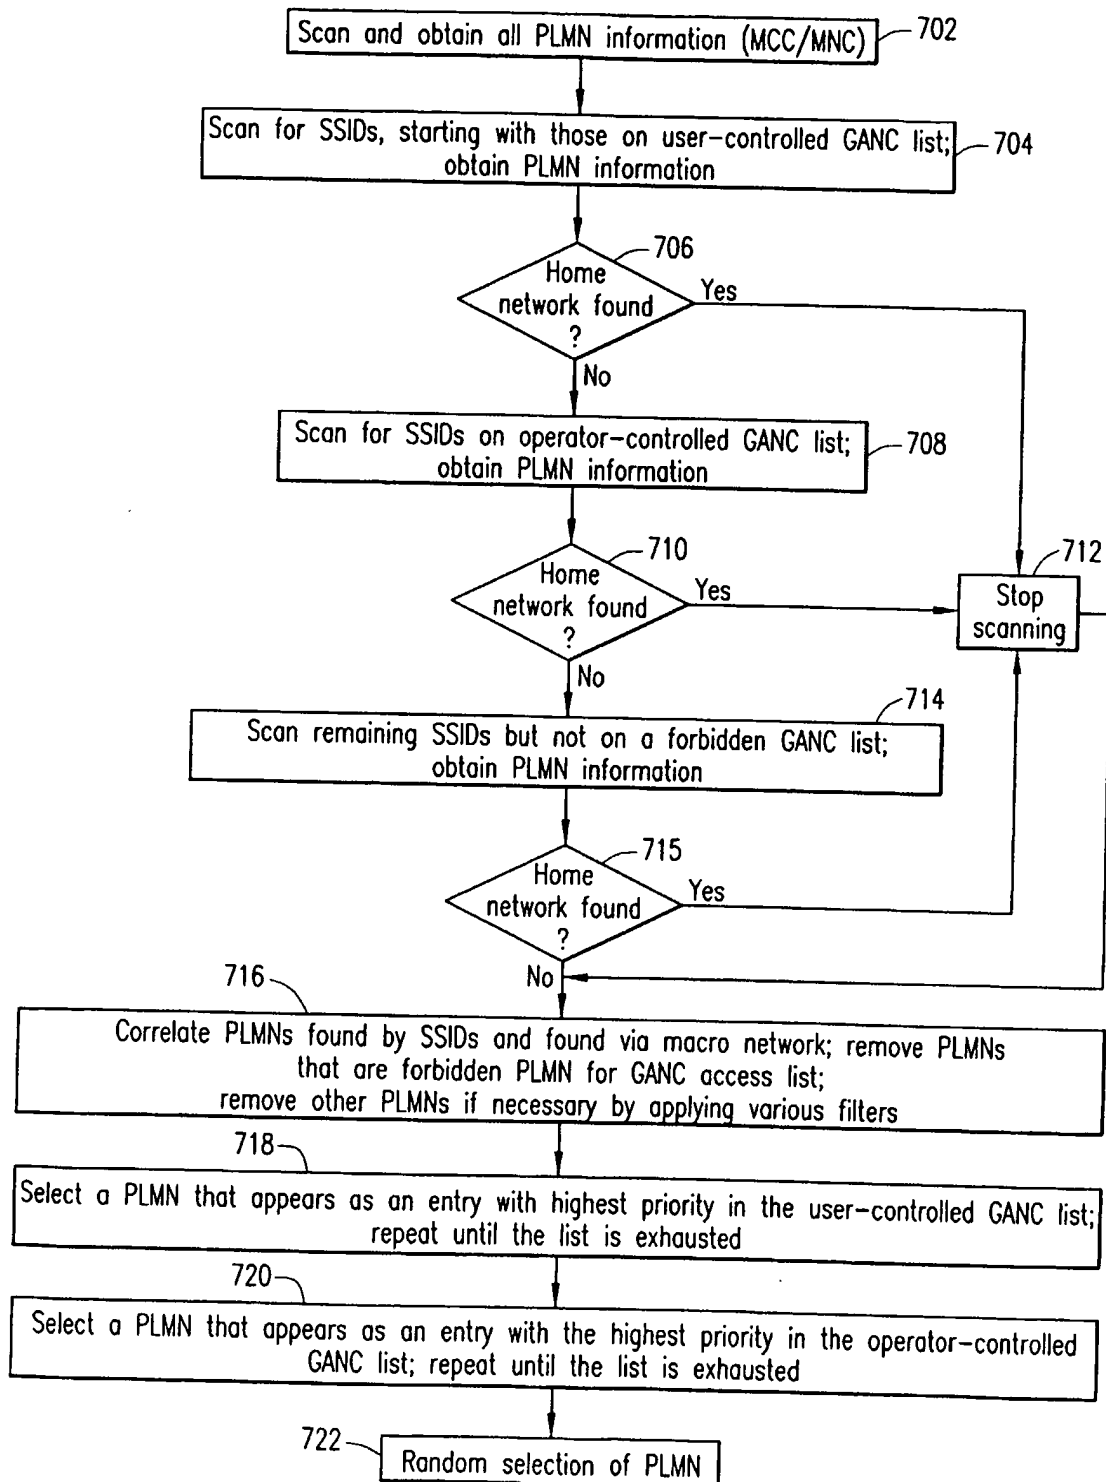 Scan and obtain all PLMN information (MCC/MNC)
702
Scan for SSIDs, starting with those on user-controlled GANC list;
obtain PLMN information
704
706
Home
network found
?
Yes
No
Scan for SSIDs on operator-controlled GANC list;
obtain PLMN information
708
710
Home
network found
?
Yes
No
712
Stop
scanning
714
Scan remaining SSIDs but not on a forbidden GANC list;
obtain PLMN information
715
Home
network found
?
Yes
No
716
Correlate PLMNs found by SSIDs and found via macro network; remove PLMNs
that are forbidden PLMN for GANC access list;
remove other PLMNs if necessary by applying various filters
718
Select a PLMN that appears as an entry with highest priority in the user-controlled GANC list;
repeat until the list is exhausted
720
Select a PLMN that appears as an entry with the highest priority in the operator-controlled
GANC list; repeat until the list is exhausted
722
Random selection of PLMN